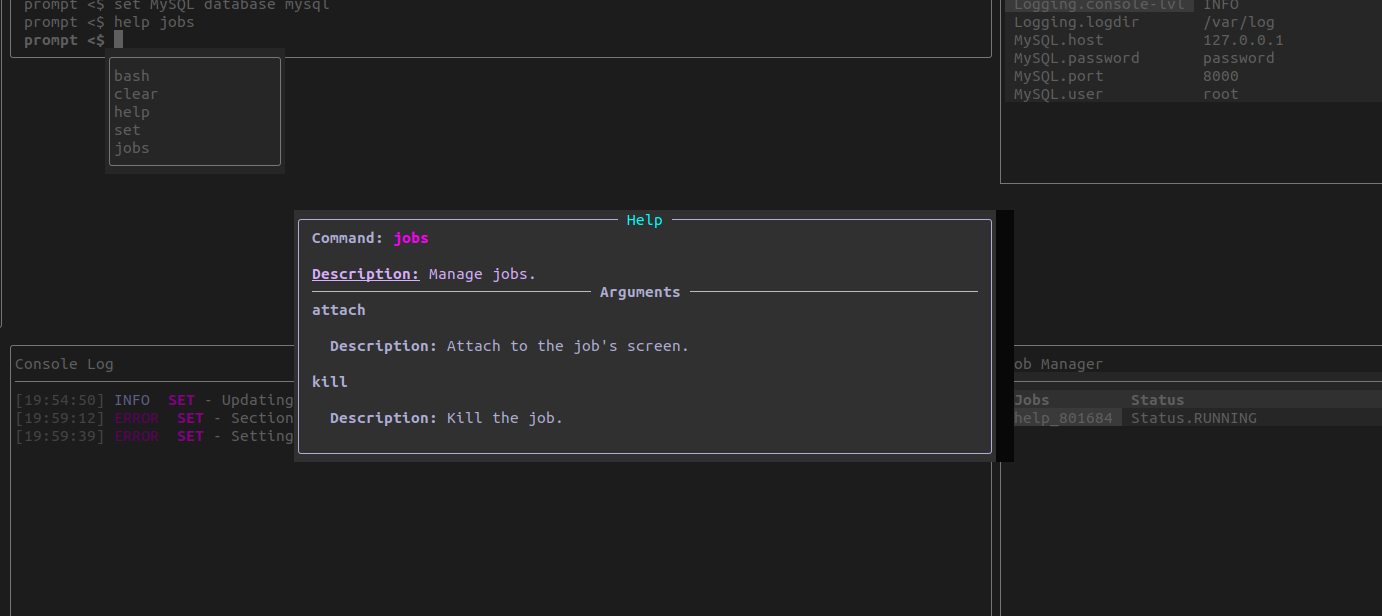 prompt <$ set MySQL database mysql
prompt <$ help jobs
prompt <$
bash
clear
help
set
jobs
Logging.console-lvl INFO
Logging.logdir /var/log
MySQL.host 127.0.0.1
MySQL.password password
MySQL.port 8000
MySQL.user root
Help
Command: jobs
Description: Manage jobs.
Arguments
attach
Description: Attach to the job's screen.
kill
Description: Kill the job.
Console Log
[19:54:50] INFO SET - Updating
[19:59:12] ERROR SET - Section
[19:59:39] ERROR SET - Setting
ob Manager
Jobs Status
help_801684 Status.RUNNING